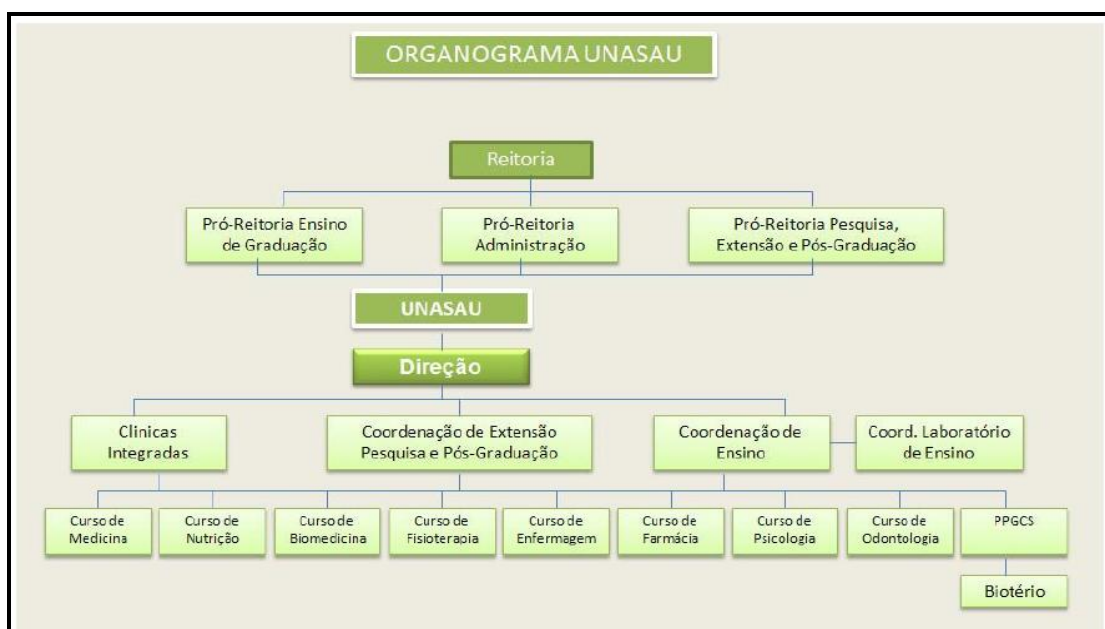 ORGANOGRAMA UNASAU
Reitoria
Pró-Reitoria Ensino
de Graduação
Pró-Reitoria
Administração
Pró-Reitoria Pesquisa,
Extensão e Pós-Graduação
UNASAU
Direção
Clinicas
Integradas
Coordenação de Extensão
Pesquisa e Pós-Graduação
Coordenação de
Ensino
Coord. Laboratório
de Ensino
Curso de
Medicina
Curso de
Nutrição
Curso de
Biomedicina
Curso de
Fisioterapia
Curso de
Enfermagem
Curso de
Farmácia
Curso de
Psicologia
Curso de
Odontologia
PPGCS
Biotério